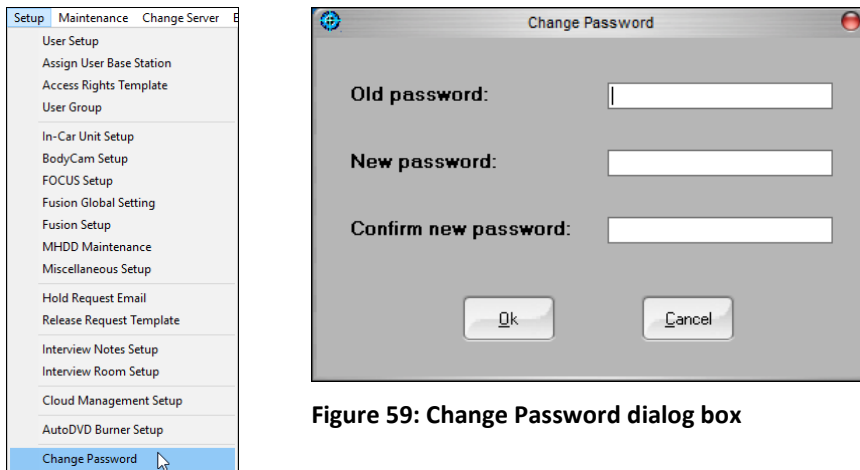 Setup Maintenance Change Server
User Setup
Assign User Base Station
Access Rights Template
User Group
In-Car Unit Setup
BodyCam Setup
FOCUS Setup
Fusion Global Setting
Fusion Setup
MHDD Maintenance
Miscellaneous Setup
Hold Request Email
Release Request Template
Interview Notes Setup
Interview Room Setup
Cloud Management Setup
AutoDVD Burner Setup
Change Password
Change Password
Old password:
New password:
Confirm new password:
Ok Cancel
Figure 59: Change Password dialog box